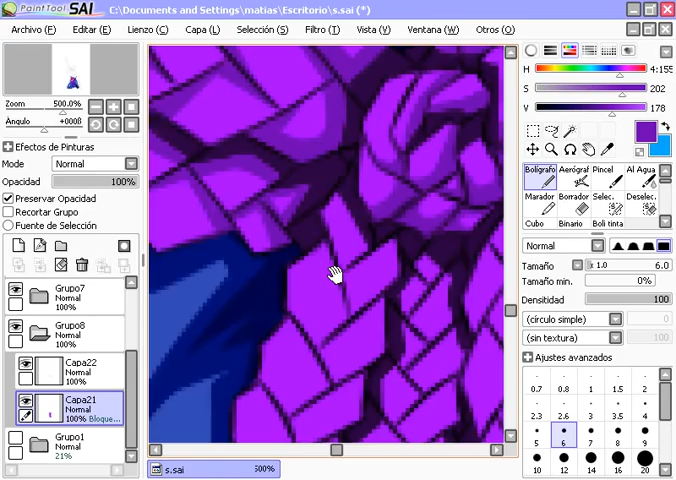 PaintTool SAI C:\Documents and Settings\matias\Escritorio\s.sai (*)
Archivo (F) Editar (E) Lienzo (C) Capa (L) Selección (S) Filtro (T) Vista (V) Ventana (W) Otros (O)
Zoom 500.0%
Ángulo +000ß
Efectos de Pinturas
Mode Normal
Opacidad 100%
Preservar Opacidad
Recortar Grupo
Fuente de Selección
Grupo7
Normal
100%
Grupo8
Normal
100%
Capa22
Normal
100%
Capa21
Normal
100% Bloque...
Grupo1
Normal
21%
s.sai 500%
H 4:155
S 202
V 178
Bolígrafo Aerógraf Pincel Al Agua
Marador Borrador Selec. Deselec.
Cubo Binario Boli Corta
Normal
Tamaño x 1.0 6.0
Tamaño min. 0%
Densitidad 100
(círculo simple) 0
(sin textura) 0
Ajustes avanzados
0.7 0.8 1 1.5 2
2.3 2.6 3 3.5 4
5 6 7 8 9
10 12 14 16 20